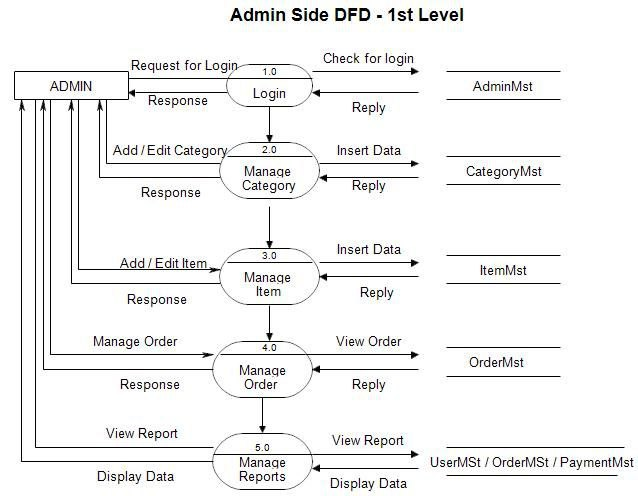 Admin Side DFD - 1st Level
Request for Login
1.0
Check for login
ADMIN
Login
AdminMst
Response
Reply
2.0
Add / Edit Category
Insert Data
Manage
Category
CategoryMst
Response
Reply
3.0
Add / Edit Item
Insert Data
Manage
Item
ItemMst
Response
Reply
4.0
Manage Order
View Order
Manage
Order
OrderMst
Response
Reply
5.0
View Report
View Report
Manage
Reports
UserMSt / OrderMSt / PaymentMst
Display Data
Display Data